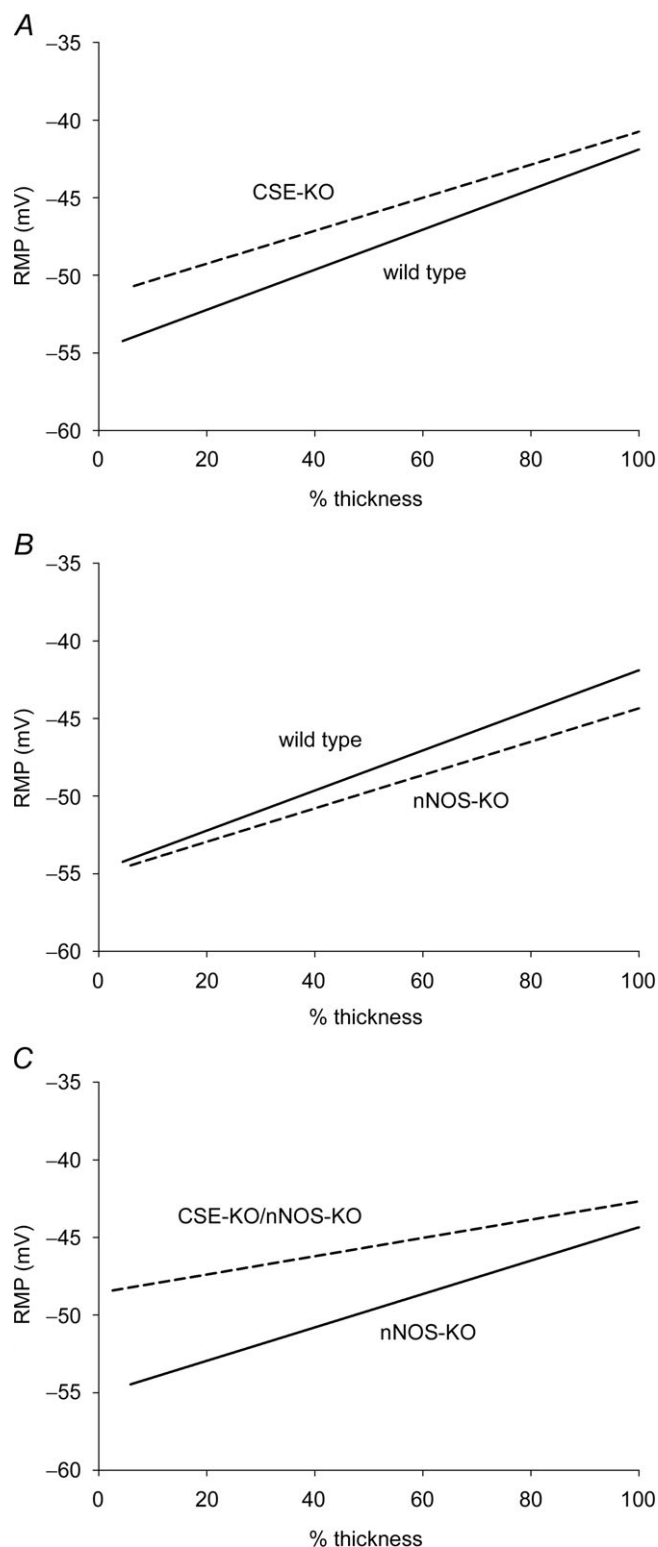 A
–35
–40
–45
–50
–55
–60
RMP (mV)
CSE-KO
wild type
0 20 40 60 80 100
% thickness
B
–35
–40
–45
–50
–55
–60
RMP (mV)
wild type
nNOS-KO
0 20 40 60 80 100
% thickness
C
–35
–40
–45
–50
–55
–60
RMP (mV)
CSE-KO/nNOS-KO
nNOS-KO
0 20 40 60 80 100
% thickness